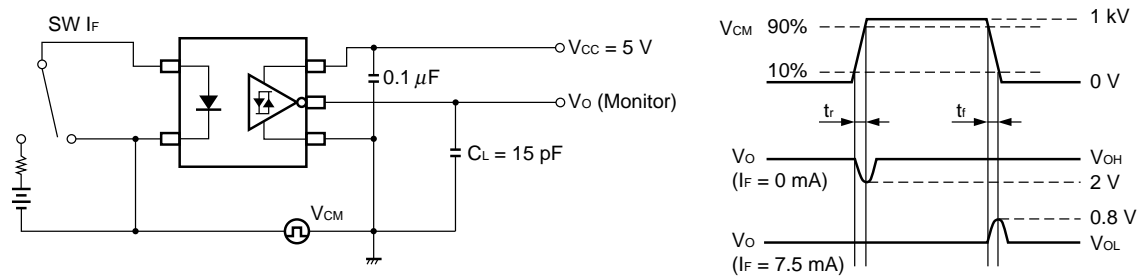 SW IF
VCC = 5 V
0.1 μF
VO (Monitor)
CL = 15 pF
VCM
VCM 90%
1 kV
10%
0 V
tr
tf
VO
(IF = 0 mA)
VOH
2 V
0.8 V
VO
(IF = 7.5 mA)
VOL